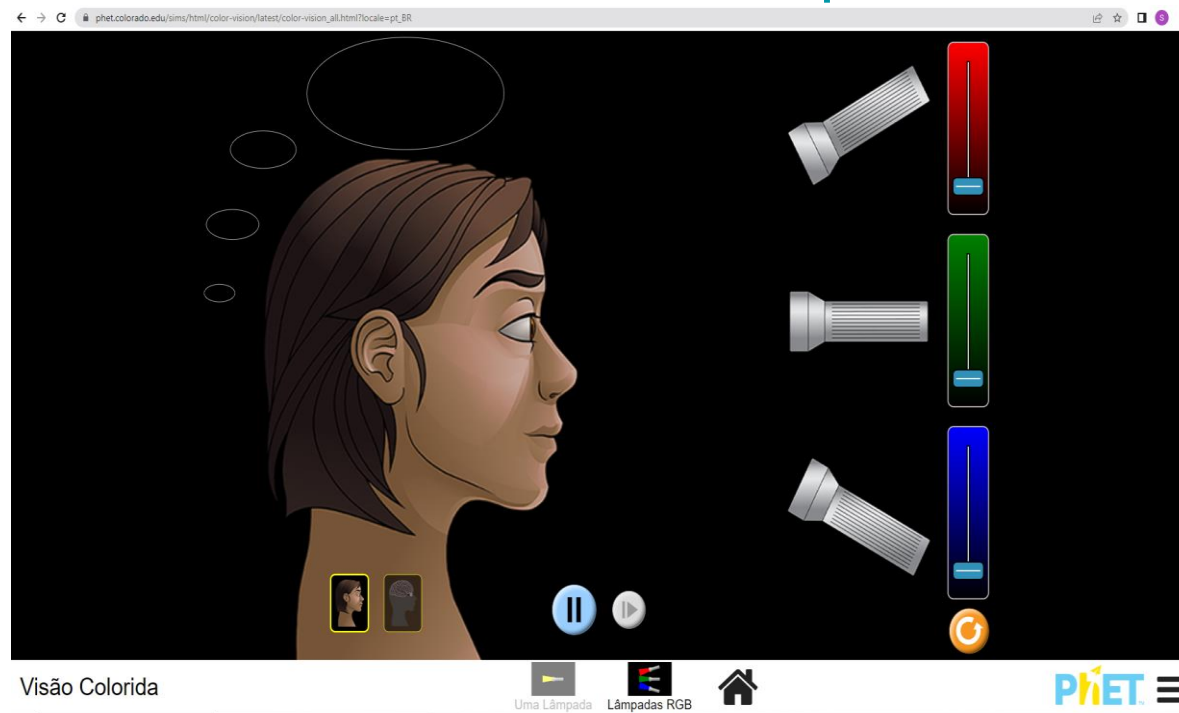 phet.colorado.edu/sims/html/color-vision/latest/color-vision_all.html?locale=pt_BR
S
Visão Colorida
Uma Lâmpada
Lâmpadas RGB
PhET